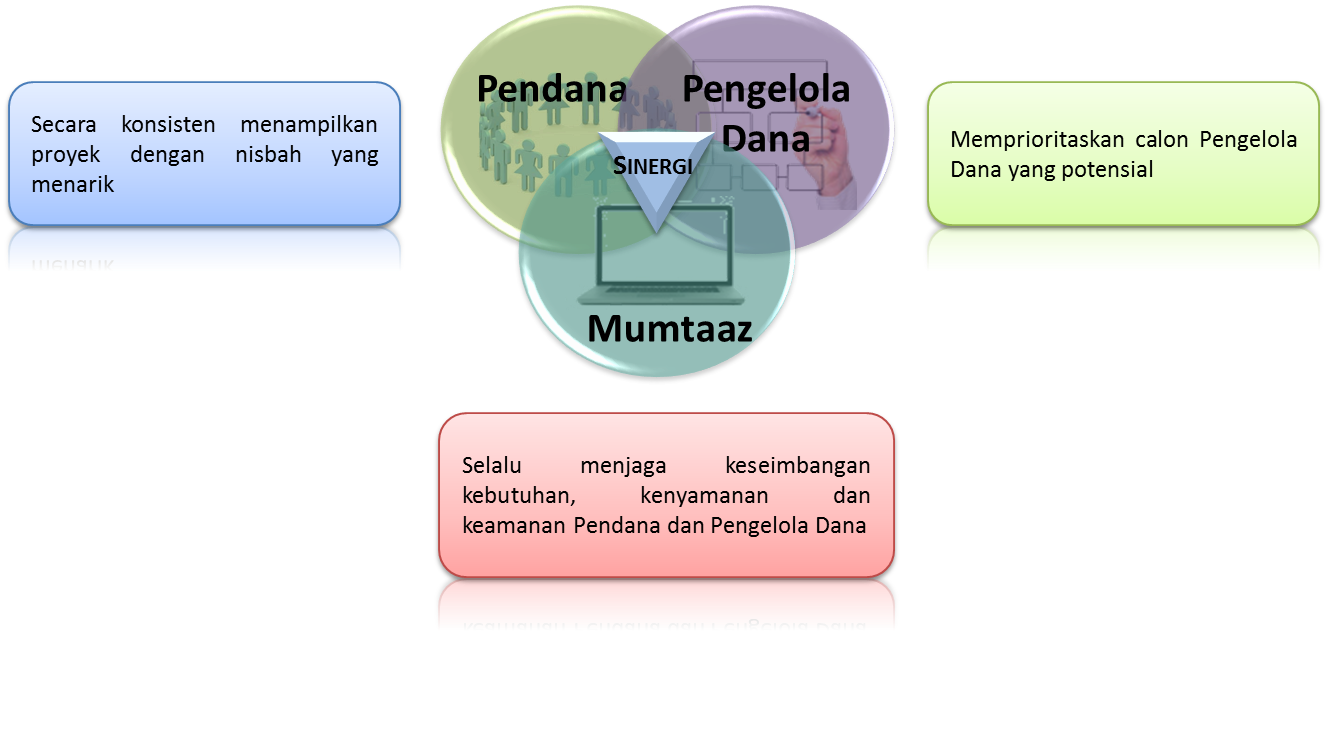 Secara konsisten menampilkan
proyek dengan nisbah yang
menarik
Pendana
Pengelola
Dana
SINERGI
Mumtaaz
Memprioritaskan calon Pengelola
Dana yang potensial
Selalu menjaga keseimbangan
kebutuhan, kenyamanan dan
keamanan Pendana dan Pengelola Dana